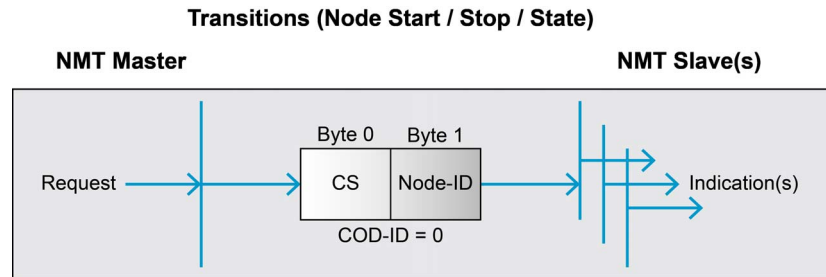 Transitions (Node Start / Stop / State)
NMT Master
NMT Slave(s)
Byte 0
Byte 1
Request
CS
Node-ID
Indication(s)
COD-ID = 0